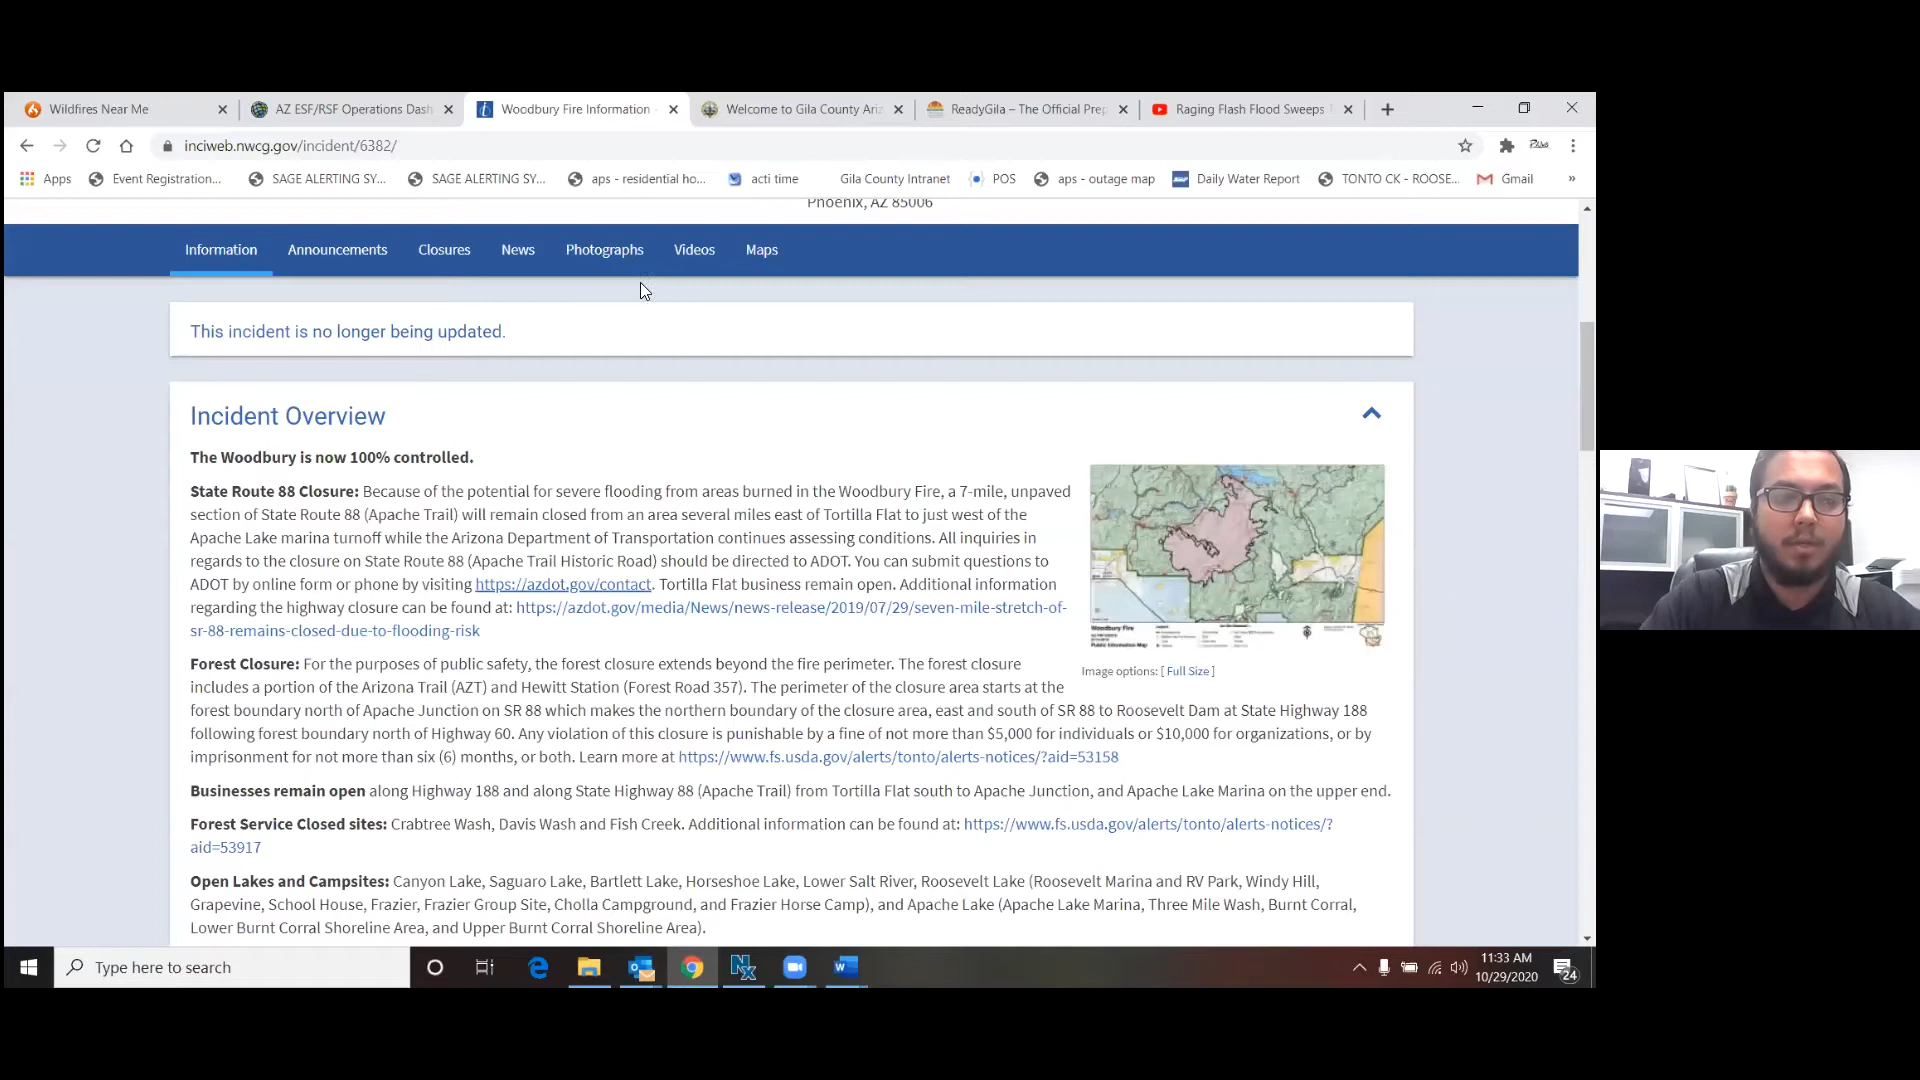 Wildfires Near Me
AZ ESF/RSF Operations Dash
Woodbury Fire Information -
Welcome to Gila County Ari
ReadyGila – The Official Prep
Raging Flash Flood Sweeps
inciweb.nwcg.gov/incident/6382/
Apps
Event Registration...
SAGE ALERTING SY...
SAGE ALERTING SY...
aps - residential ho...
acti time
Gila County Intranet
POS
aps - outage map
Daily Water Report
TONTO CK - ROOSE...
Gmail
»
Phoenix, AZ 85006
Information
Announcements
Closures
News
Photographs
Videos
Maps
This incident is no longer being updated.
Incident Overview
The Woodbury is now 100% controlled.
State Route 88 Closure: Because of the potential for severe flooding from areas burned in the Woodbury Fire, a 7-mile, unpaved
section of State Route 88 (Apache Trail) will remain closed from an area several miles east of Tortilla Flat to just west of the
Apache Lake marina turnoff while the Arizona Department of Transportation continues assessing conditions. All inquiries in
regards to the closure on State Route 88 (Apache Trail Historic Road) should be directed to ADOT. You can submit questions to
ADOT by online form or phone by visiting https://azdot.gov/contact. Tortilla Flat business remain open. Additional information
regarding the highway closure can be found at: https://azdot.gov/media/News/news-release/2019/07/29/seven-mile-stretch-of-
sr-88-remains-closed-due-to-flooding-risk
Woodbury Fire
Public Information Map
Image options: [ Full Size ]
Forest Closure: For the purposes of public safety, the forest closure extends beyond the fire perimeter. The forest closure
includes a portion of the Arizona Trail (AZT) and Hewitt Station (Forest Road 357). The perimeter of the closure area starts at the
forest boundary north of Apache Junction on SR 88 which makes the northern boundary of the closure area, east and south of SR 88 to Roosevelt Dam at State Highway 188
following forest boundary north of Highway 60. Any violation of this closure is punishable by a fine of not more than $5,000 for individuals or $10,000 for organizations, or by
imprisonment for not more than six (6) months, or both. Learn more at https://www.fs.usda.gov/alerts/tonto/alerts-notices/?aid=53158
Businesses remain open along Highway 188 and along State Highway 88 (Apache Trail) from Tortilla Flat south to Apache Junction, and Apache Lake Marina on the upper end.
Forest Service Closed sites: Crabtree Wash, Davis Wash and Fish Creek. Additional information can be found at: https://www.fs.usda.gov/alerts/tonto/alerts-notices/?
aid=53917
Open Lakes and Campsites: Canyon Lake, Saguaro Lake, Bartlett Lake, Horseshoe Lake, Lower Salt River, Roosevelt Lake (Roosevelt Marina and RV Park, Windy Hill,
Grapevine, School House, Frazier, Frazier Group Site, Cholla Campground, and Frazier Horse Camp), and Apache Lake (Apache Lake Marina, Three Mile Wash, Burnt Corral,
Lower Burnt Corral Shoreline Area, and Upper Burnt Corral Shoreline Area).
Type here to search
11:33 AM
10/29/2020
24